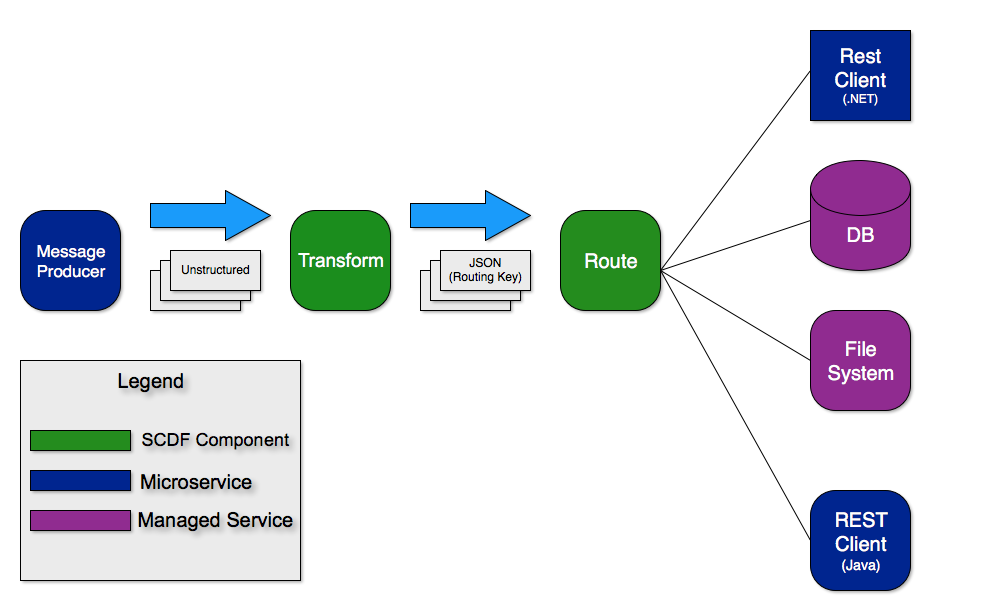 Rest
Client
(.NET)
Message
Producer
Unstructured
Transform
JSON
(Routing Key)
Route
DB
File
System
REST
Client
(Java)
Legend
SCDF Component
Microservice
Managed Service